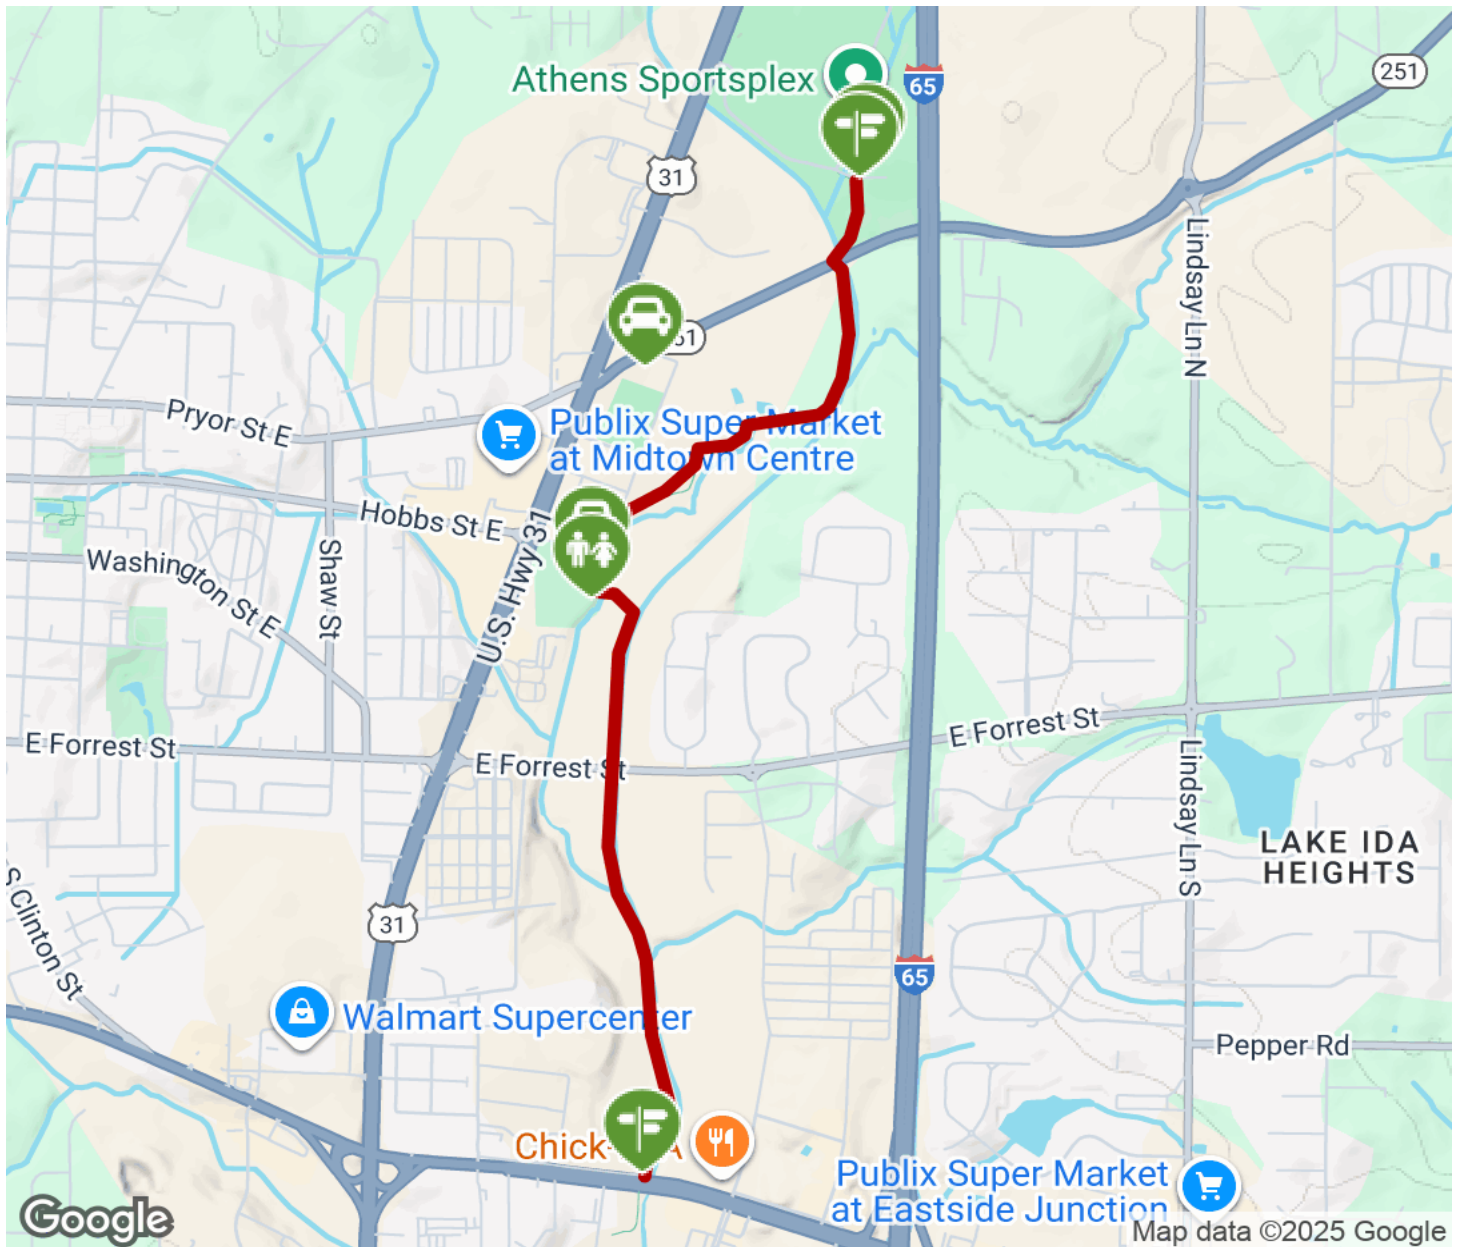 Athens Sportsplex
65
251
31
Lindsay Ln N
51
Pryor St E
Publix Super Market
at Midtown Centre
Hobbs St E
Washington St E
Shaw St
U.S. Hwy 31
E Forrest St
E Forrest St
E Forrest St
Lindsay Ln S
LAKE IDA
HEIGHTS
S Clinton St
31
65
Walmart Supercenter
Pepper Rd
Chick- A
Publix Super Market
at Eastside Junction
Google
Map data ©2025 Google